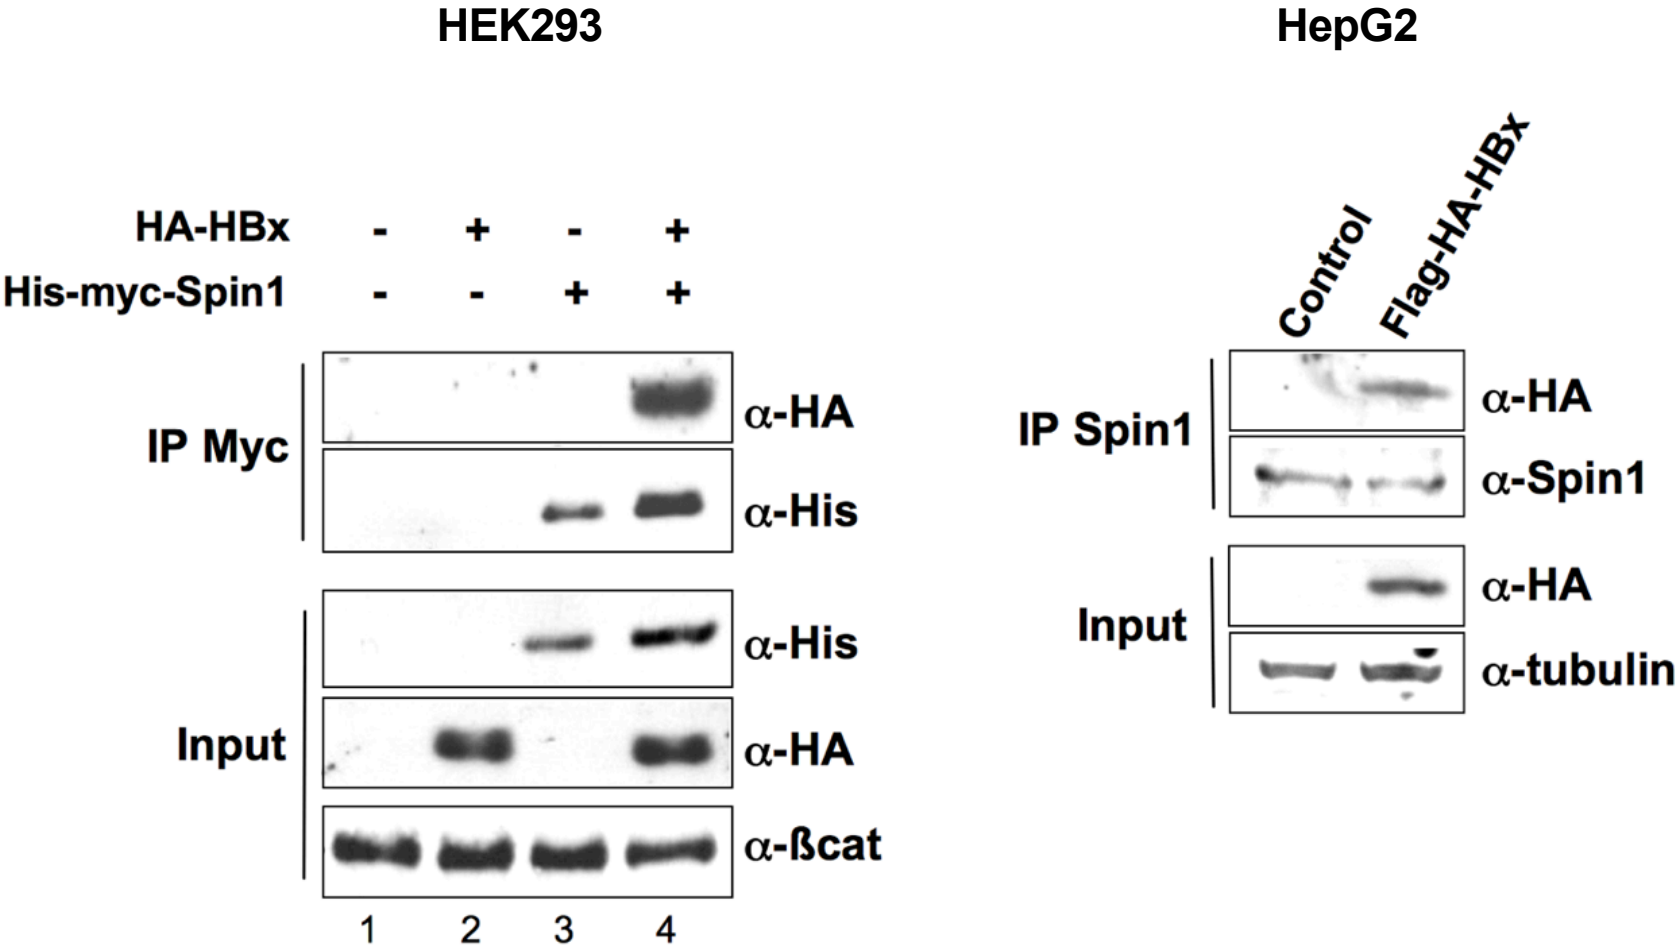 HEK293
HepG2
HA-HBx - + - +
His-myc-Spin1 - - + +
IP Myc
α-HA
α-His
Input
α-His
α-HA
α-ßcat
1 2 3 4
Control
Flag-HA-HBx
IP Spin1
α-HA
α-Spin1
Input
α-HA
α-tubulin